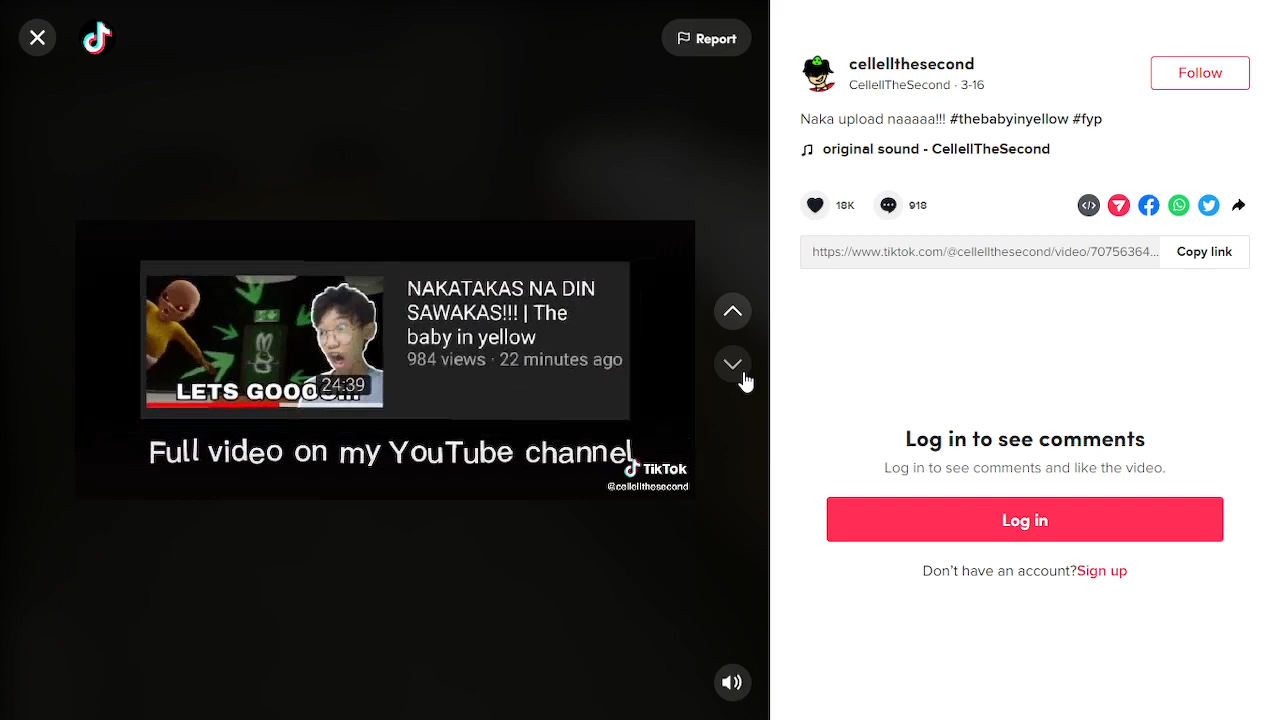 Report
NAKATAKAS NA DIN
SAWAKAS!!! | The
baby in yellow
984 views · 22 minutes ago
LETS GOOOO!!!
24:39
Full video on my YouTube channel
TikTok
@cellellthesecond
cellellthesecond
Follow
CellellTheSecond · 3-16
Naka upload naaaaa!!! #thebabyinyellow #fyp
original sound - CellellTheSecond
18K
918
https://www.tiktok.com/@cellellthesecond/video/70756364...
Copy link
Log in to see comments
Log in to see comments and like the video.
Log in
Don't have an account? Sign up